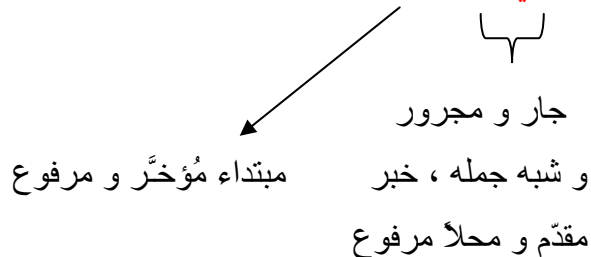 جار و مجرور
و شبه جمله ، خبر
مقدّم و محلاً مرفوع
مبتداء مُؤخَّر و مرفوع